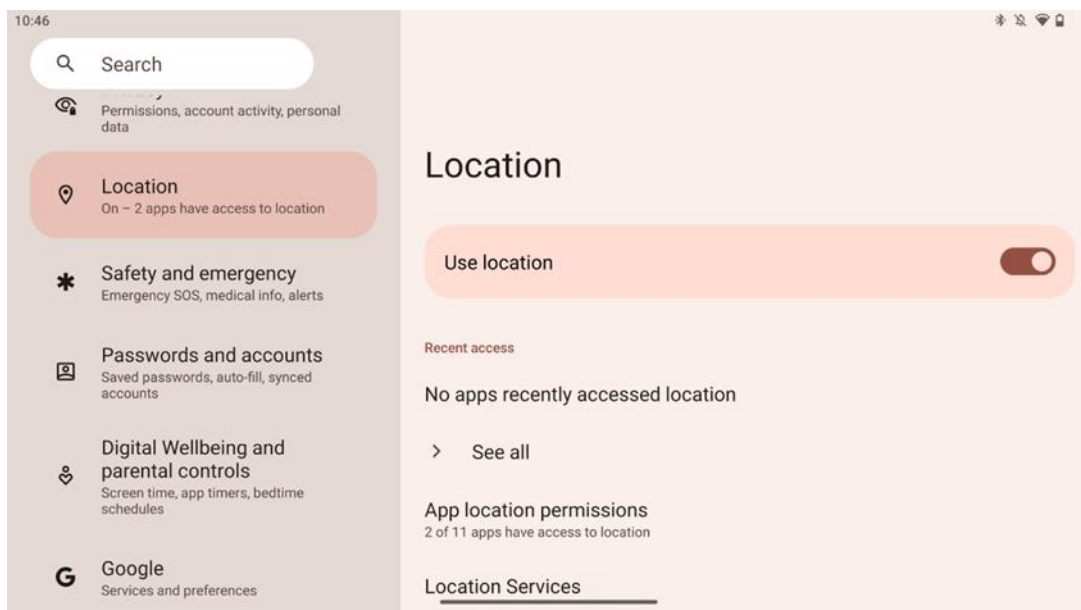 10:46
Search
Permissions, account activity, personal
data
Location
On – 2 apps have access to location
Safety and emergency
Emergency SOS, medical info, alerts
Passwords and accounts
Saved passwords, auto-fill, synced
accounts
Digital Wellbeing and
parental controls
Screen time, app timers, bedtime
schedules
Google
Services and preferences
Location
Use location
Recent access
No apps recently accessed location
See all
App location permissions
2 of 11 apps have access to location
Location Services